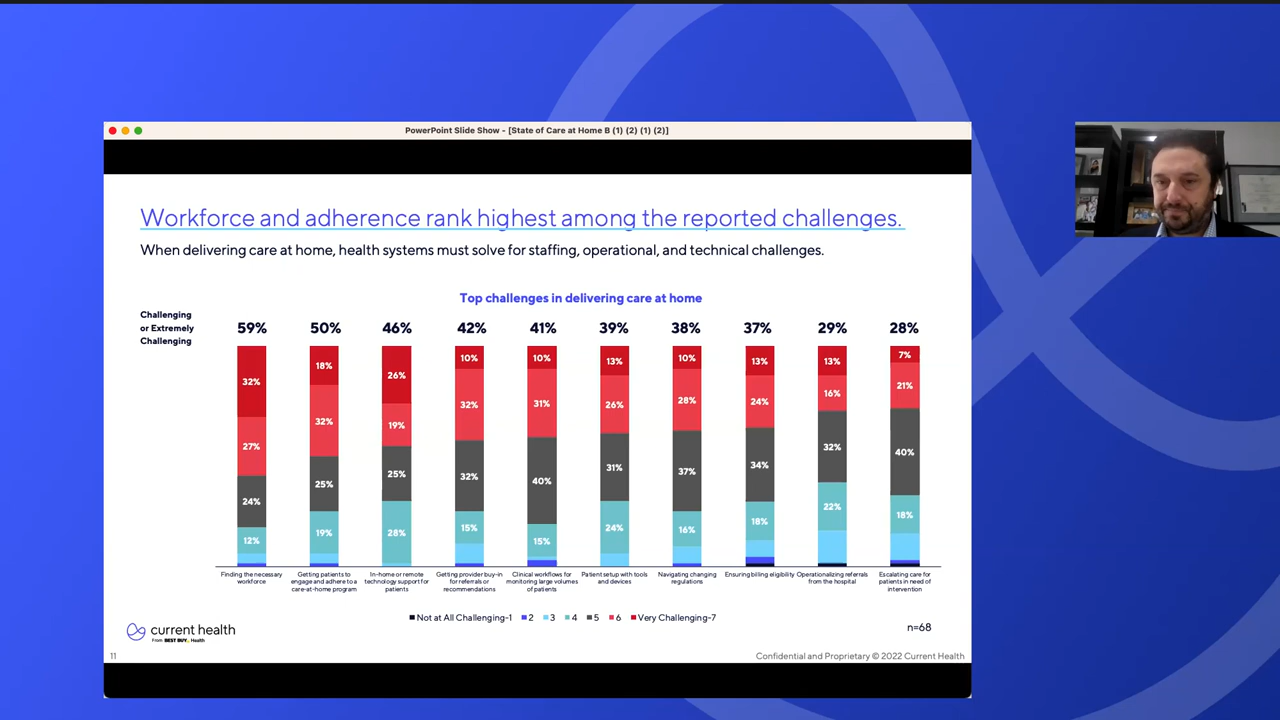 PowerPoint Slide Show - [State of Care at Home B (1) (2) (1) (2)]
Workforce and adherence rank highest among the reported challenges.
When delivering care at home, health systems must solve for staffing, operational, and technical challenges.
Top challenges in delivering care at home
Challenging
or Extremely
Challenging
59% 50% 46% 42% 41% 39% 38% 37% 29% 28%
32% 27% 24% 12%
18% 32% 25% 19%
26% 19% 25% 28%
10% 32% 32% 15%
10% 31% 40% 15%
13% 26% 31% 24%
10% 28% 37% 16%
13% 24% 34% 18%
13% 16% 32% 22%
7% 21% 40% 18%
Finding the necessary
workforce
Getting patients to
engage and adhere to a
care-at-home program
In-home or remote
technology support for
patients
Getting provider buy-in
for referrals or
recommendations
Clinical workflows for
monitoring large volumes
of patients
Patient setup with tools
and devices
Navigating changing
regulations
Ensuring billing eligibility
Operationalizing referrals
from the hospital
Escalating care for
patients in need of
intervention
Not at All Challenging-1 2 3 4 5 6 Very Challenging-7
current health
From BEST BUY Health
n=68
11
Confidential and Proprietary © 2022 Current Health